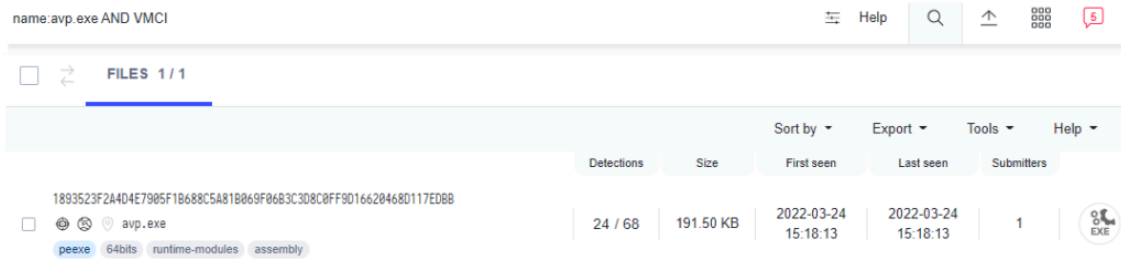 name:avp.exe AND VMCI
Help
5
FILES 1 / 1
Sort by
Export
Tools
Help
Detections
Size
First seen
Last seen
Submitters
1893523F2A4D4E7905F1B688C5A81B069F06B3C3D8C0FF9D16620468D117EDBB
avp.exe
24 / 68
191.50 KB
2022-03-24
15:18:13
2022-03-24
15:18:13
1
EXE
peexe 64bits runtime-modules assembly